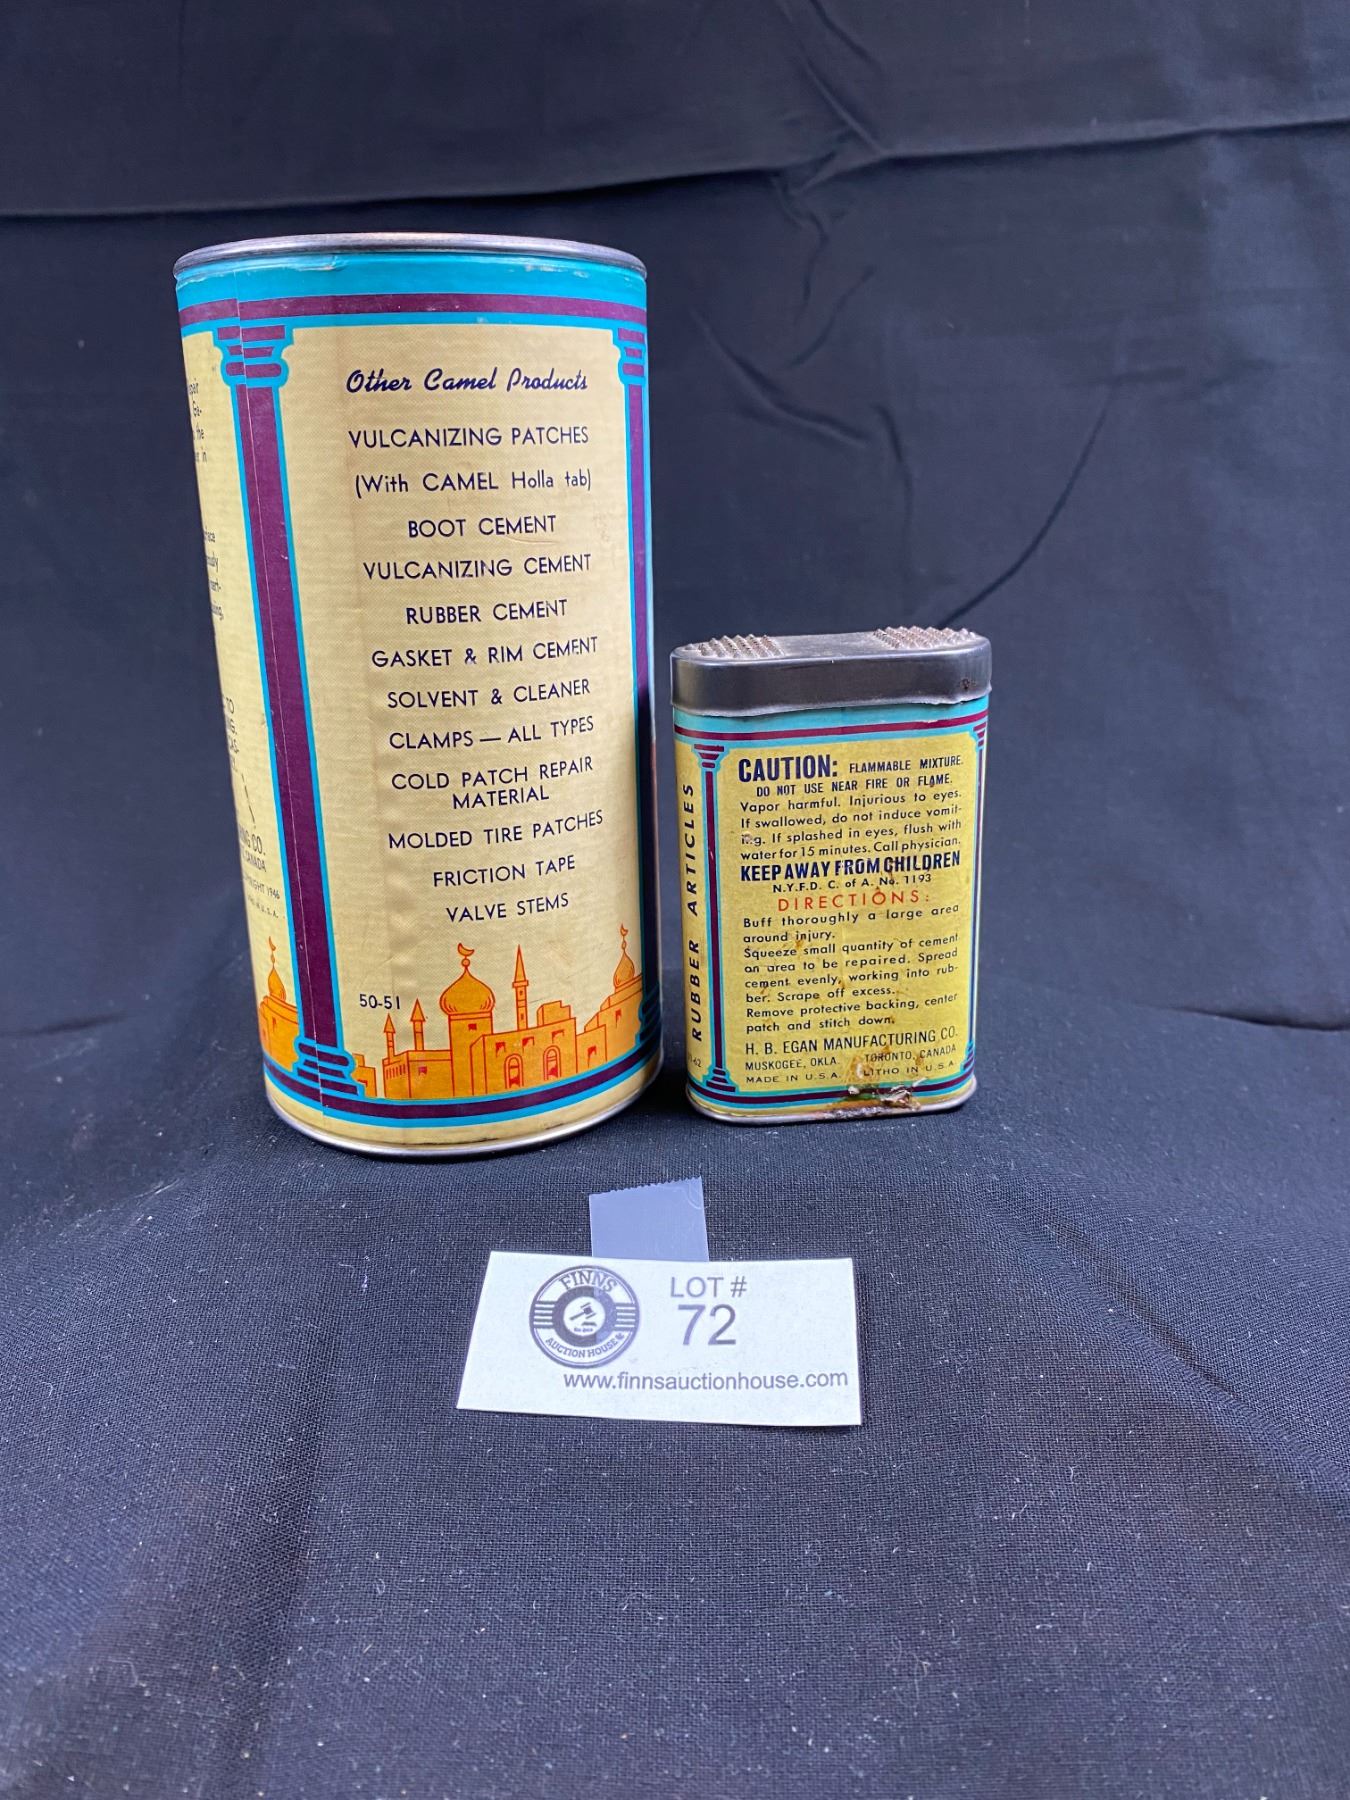 Other Camel Products
VULCANIZING PATCHES
(With CAMEL Holla tab)
BOOT CEMENT
VULCANIZING CEMENT
RUBBER CEMENT
GASKET & RIM CEMENT
SOLVENT & CLEANER
CLAMPS — ALL TYPES
COLD PATCH REPAIR
MATERIAL
MOLDED TIRE PATCHES
FRICTION TAPE
VALVE STEMS
50-51
the
in
TO
CO.
CANADA
1946
U.S.A.
RUBBER ARTICLES
CAUTION: FLAMMABLE MIXTURE.
DO NOT USE NEAR FIRE OR FLAME.
Vapor harmful. Injurious to eyes.
If swallowed, do not induce vomit-
ing. If splashed in eyes, flush with
water for 15 minutes. Call physician.
KEEP AWAY FROM CHILDREN
N.Y.F.D. C. of A. No. 1193
DIRECTIONS:
Buff thoroughly a large area
around injury.
Squeeze small quantity of cement
on area to be repaired. Spread
cement evenly, working into rub-
ber. Scrape off excess.
Remove protective backing, center
patch and stitch down.
H. B. EGAN MANUFACTURING CO.
MUSKOGEE, OKLA. TORONTO, CANADA
MADE IN U.S.A. LITHO IN U.S.A.
FINNS
AUCTION HOUSE
LOT #
72
www.finnsauctionhouse.com